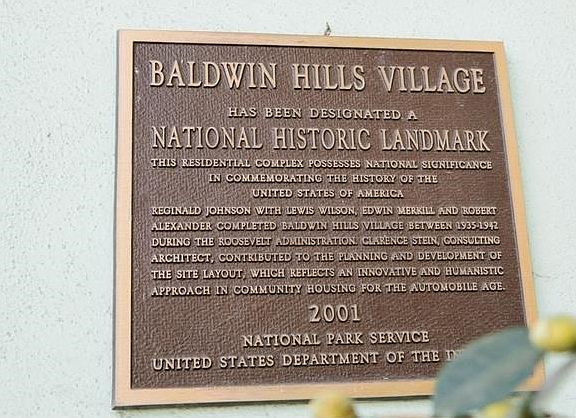 BALDWIN HILLS VILLAGE
HAS BEEN DESIGNATED A
NATIONAL HISTORIC LANDMARK
THIS RESIDENTIAL COMPLEX POSSESSES NATIONAL SIGNIFICANCE
IN COMMEMORATING THE HISTORY OF THE
UNITED STATES OF AMERICA
REGINALD JOHNSON WITH LEWIS WILSON, EDWIN MERRILL AND ROBERT
ALEXANDER COMPLETED BALDWIN HILLS VILLAGE BETWEEN 1935-1942
DURING THE ROOSEVELT ADMINISTRATION. CLARENCE STEIN, CONSULTING
ARCHITECT, CONTRIBUTED TO THE PLANNING AND DEVELOPMENT OF
THE SITE LAYOUT, WHICH REFLECTS AN INNOVATIVE AND HUMANISTIC
APPROACH IN COMMUNITY HOUSING FOR THE AUTOMOBILE AGE.
2001
NATIONAL PARK SERVICE
UNITED STATES DEPARTMENT OF THE